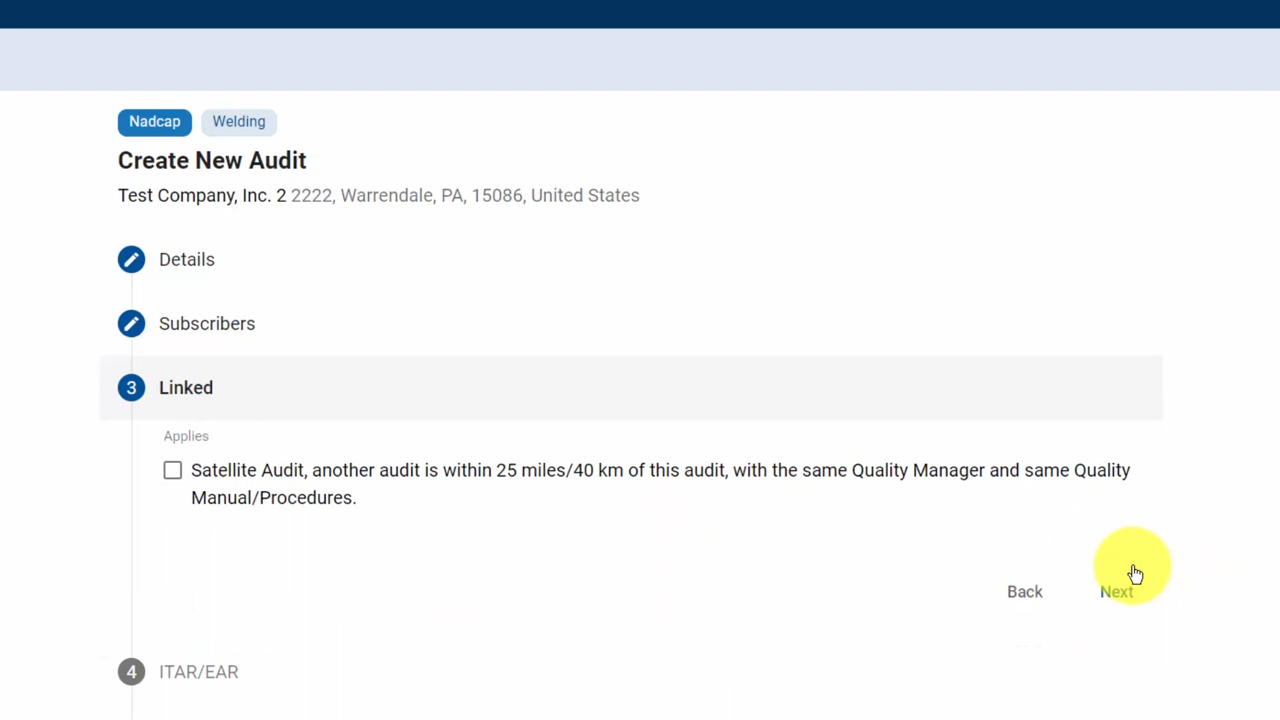 Nadcap Welding
Create New Audit
Test Company, Inc. 2 2222, Warrendale, PA, 15086, United States
Details
Subscribers
3 Linked
Applies
Satellite Audit, another audit is within 25 miles/40 km of this audit, with the same Quality Manager and same Quality
Manual/Procedures.
Back Next
4 ITAR/EAR